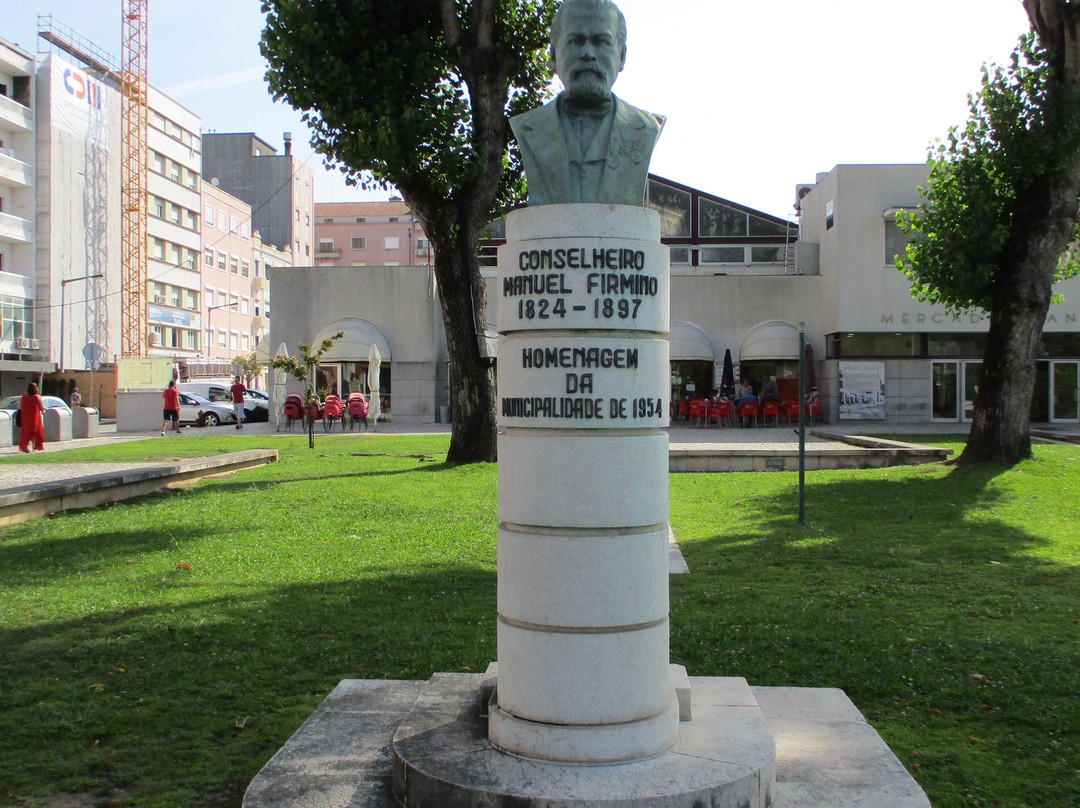 CONSELHEIRO
MANUEL FIRMINO
1824-1897
HOMENAGEM
DA
MUNICIPALIDADE DE 1954